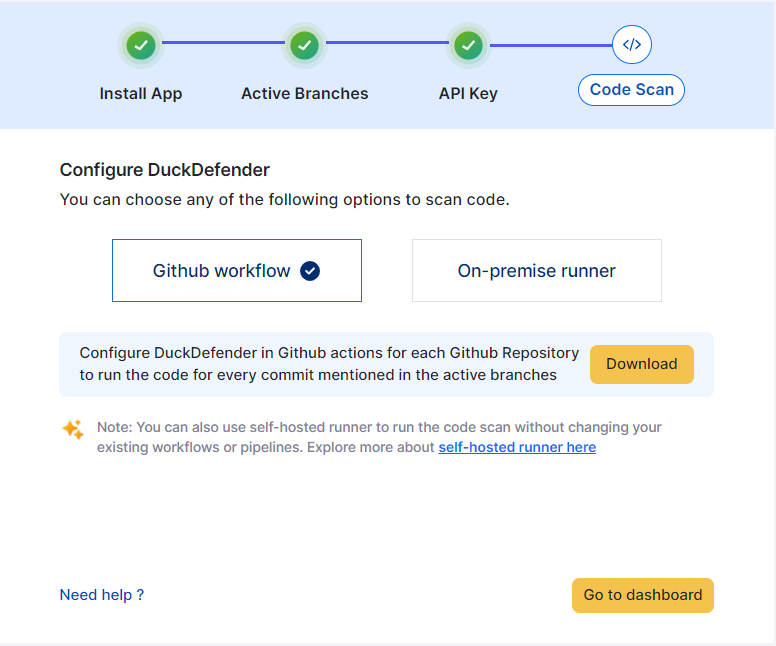 Install App
Active Branches
API Key
</>
Code Scan
Configure DuckDefender
You can choose any of the following options to scan code.
Github workflow
On-premise runner
Configure DuckDefender in Github actions for each Github Repository
to run the code for every commit mentioned in the active branches
Download
Note: You can also use self-hosted runner to run the code scan without changing your
existing workflows or pipelines. Explore more about self-hosted runner here
Need help ?
Go to dashboard